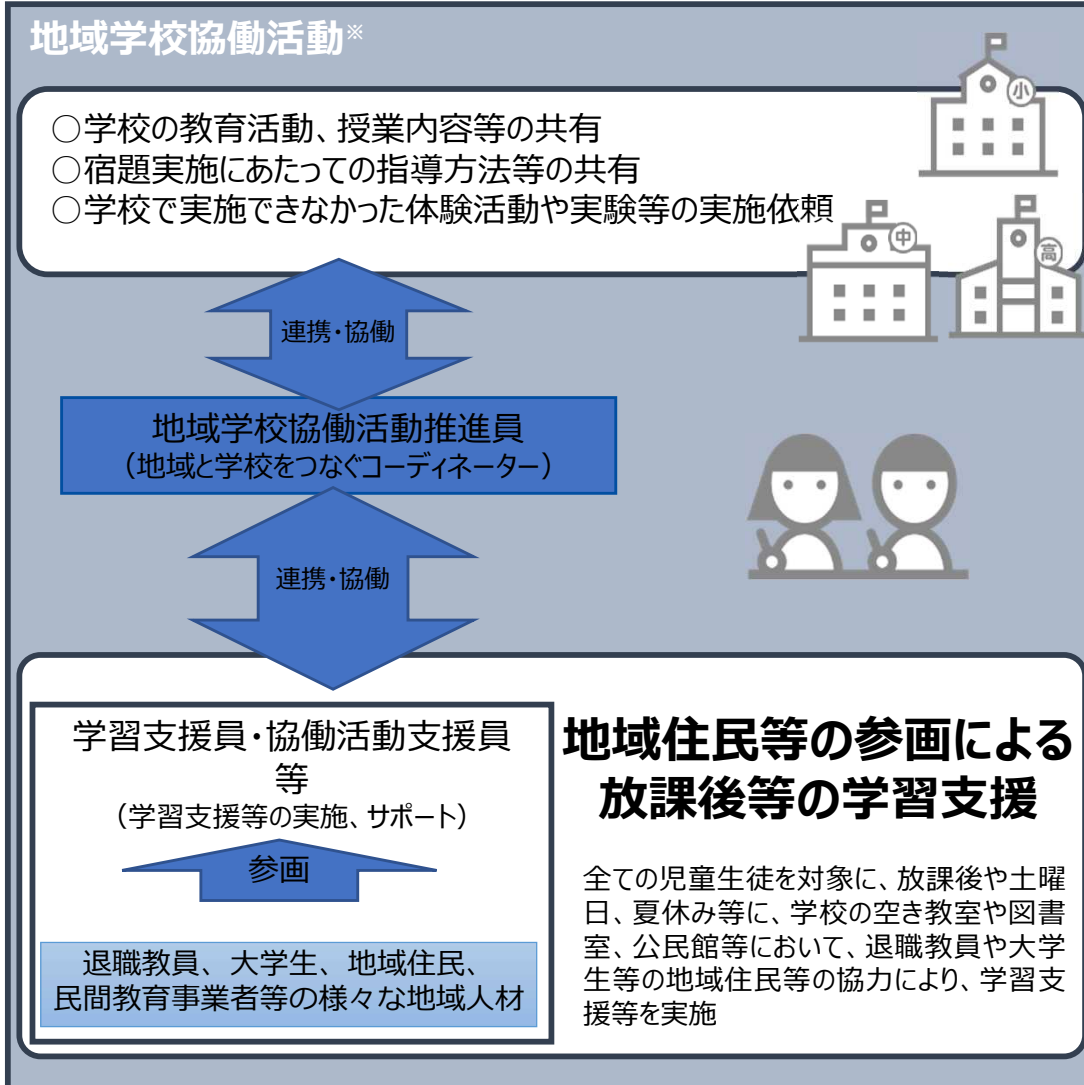 地域学校協働活動※
小
○学校の教育活動、授業内容等の共有
○宿題実施にあたっての指導方法等の共有
○学校で実施できなかった体験活動や実験等の実施依頼
中
高
連携・協働
地域学校協働活動推進員
（地域と学校をつなぐコーディネーター）
連携・協働
学習支援員・協働活動支援員
等
（学習支援等の実施、サポート）
参画
退職教員、大学生、地域住民、
民間教育事業者等の様々な地域人材
地域住民等の参画による
放課後等の学習支援
全ての児童生徒を対象に、放課後や土曜
日、夏休み等に、学校の空き教室や図書
室、公民館等において、退職教員や大学
生等の地域住民等の協力により、学習支
援等を実施